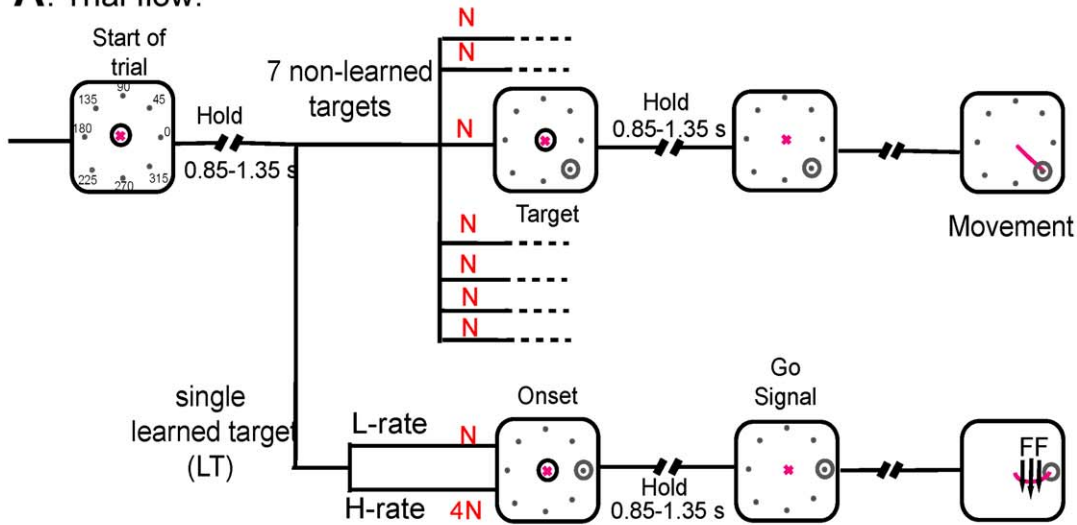 A. Trial flow.
Start of
trial
90
135
45
180
0
225
270
315
Hold
0.85-1.35 s
7 non-learned
targets
N
N
N
N
N
N
N
Target
Hold
0.85-1.35 s
Movement
single
learned target
(LT)
L-rate
N
H-rate
4N
Onset
Hold
0.85-1.35 s
Go
Signal
FF